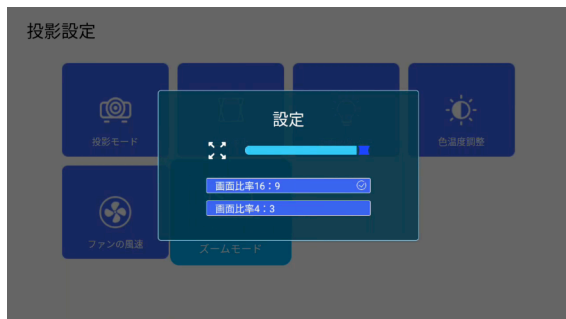 投影設定
設定
投影モード
色温度調整
画面比率16：9
画面比率4：3
ファンの風速
ズームモード